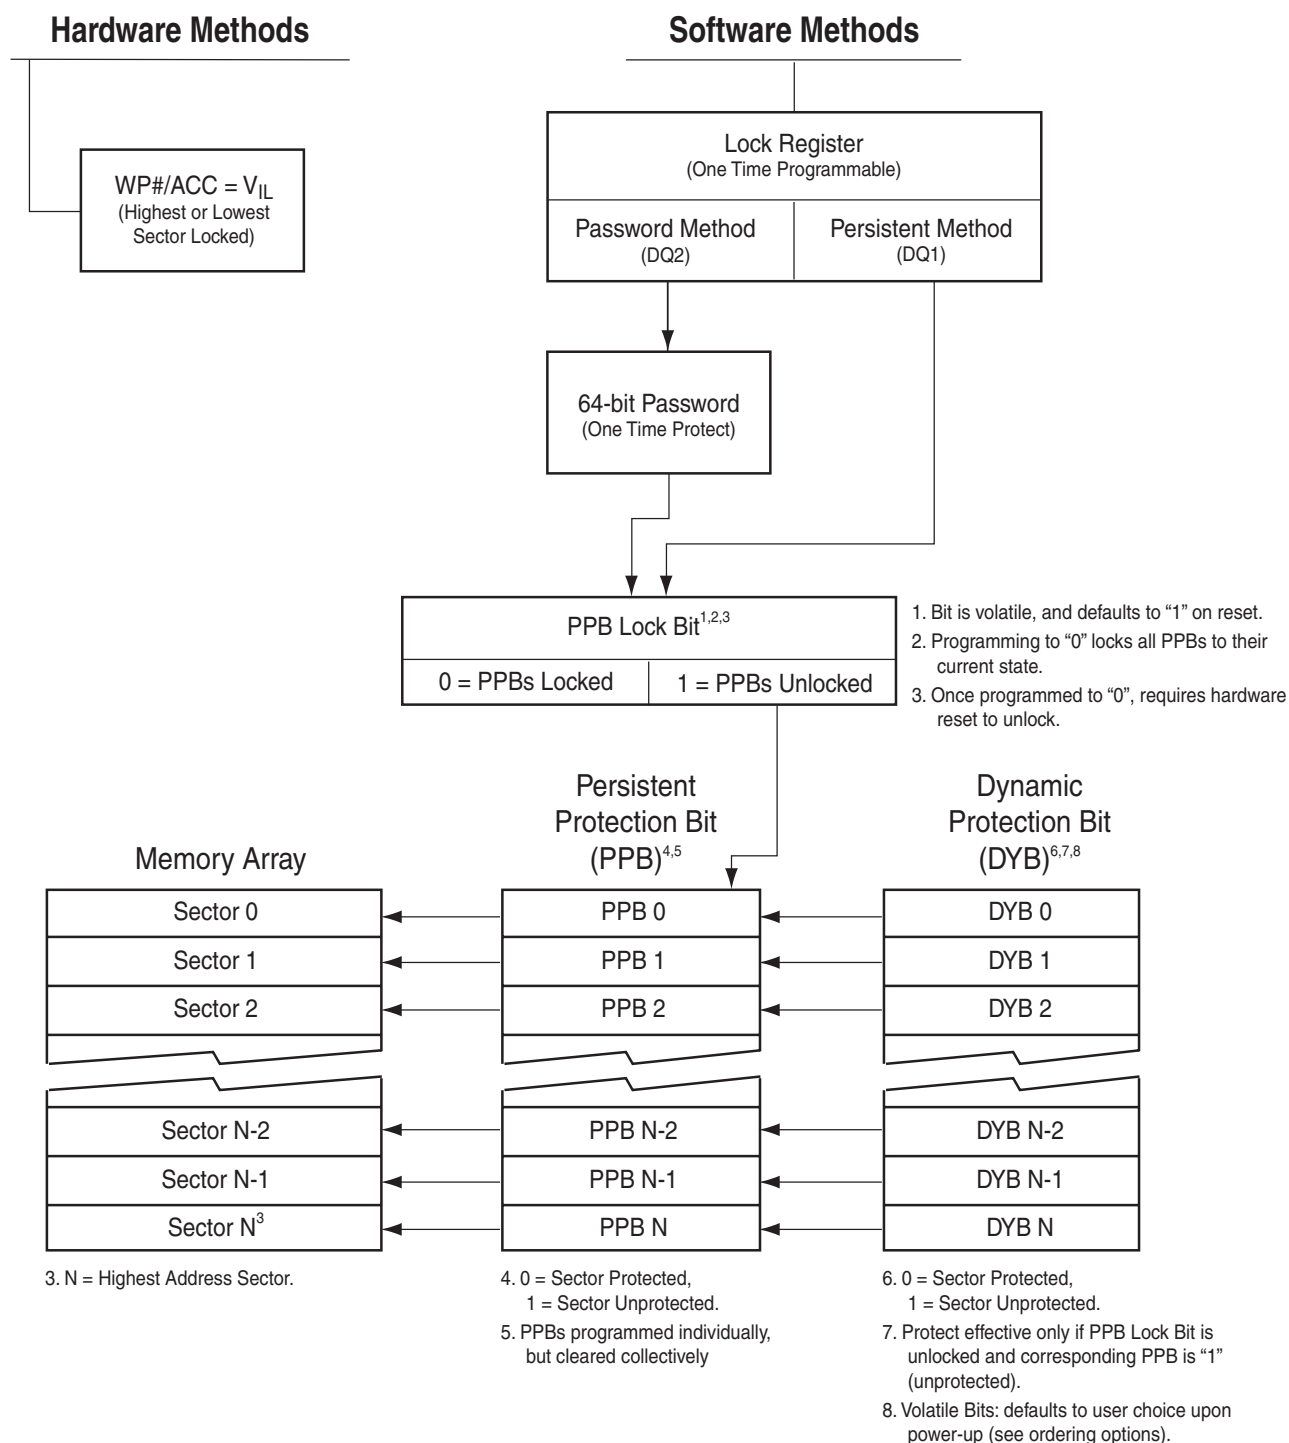 Hardware Methods
Software Methods
WP#/ACC = VIL
(Highest or Lowest
Sector Locked)
Lock Register
(One Time Programmable)
Password Method
(DQ2)
Persistent Method
(DQ1)
64-bit Password
(One Time Protect)
PPB Lock Bit1,2,3
0 = PPBs Locked
1 = PPBs Unlocked
1. Bit is volatile, and defaults to “1” on reset.
2. Programming to “0” locks all PPBs to their
current state.
3. Once programmed to “0”, requires hardware
reset to unlock.
Memory Array
Persistent
Protection Bit
(PPB)4,5
Dynamic
Protection Bit
(DYB)6,7,8
Sector 0
PPB 0
DYB 0
Sector 1
PPB 1
DYB 1
Sector 2
PPB 2
DYB 2
Sector N-2
PPB N-2
DYB N-2
Sector N-1
PPB N-1
DYB N-1
Sector N3
PPB N
DYB N
3. N = Highest Address Sector.
4. 0 = Sector Protected,
1 = Sector Unprotected.
5. PPBs programmed individually,
but cleared collectively
6. 0 = Sector Protected,
1 = Sector Unprotected.
7. Protect effective only if PPB Lock Bit is
unlocked and corresponding PPB is “1”
(unprotected).
8. Volatile Bits: defaults to user choice upon
power-up (see ordering options).